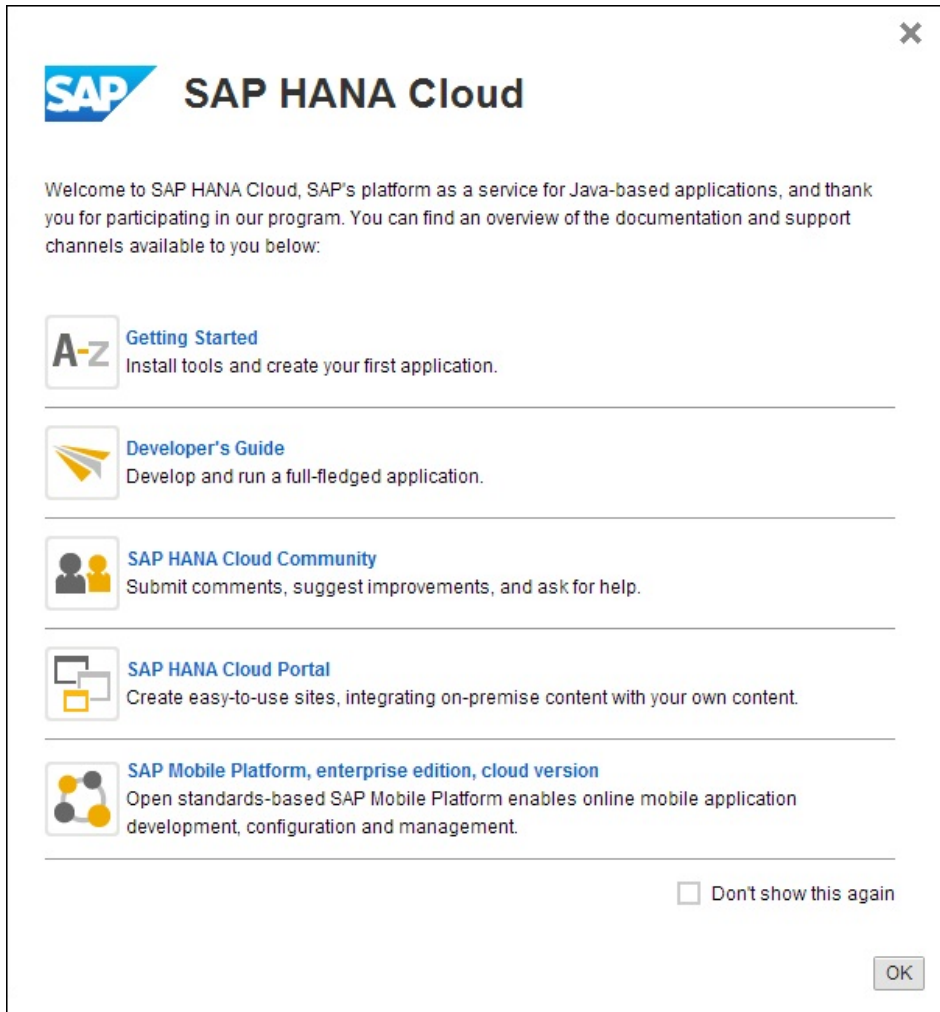 SAP SAP HANA Cloud
Welcome to SAP HANA Cloud, SAP's platform as a service for Java-based applications, and thank
you for participating in our program. You can find an overview of the documentation and support
channels available to you below:
A-Z
Getting Started
Install tools and create your first application.
Developer's Guide
Develop and run a full-fledged application.
SAP HANA Cloud Community
Submit comments, suggest improvements, and ask for help.
SAP HANA Cloud Portal
Create easy-to-use sites, integrating on-premise content with your own content.
SAP Mobile Platform, enterprise edition, cloud version
Open standards-based SAP Mobile Platform enables online mobile application
development, configuration and management.
Don't show this again
OK